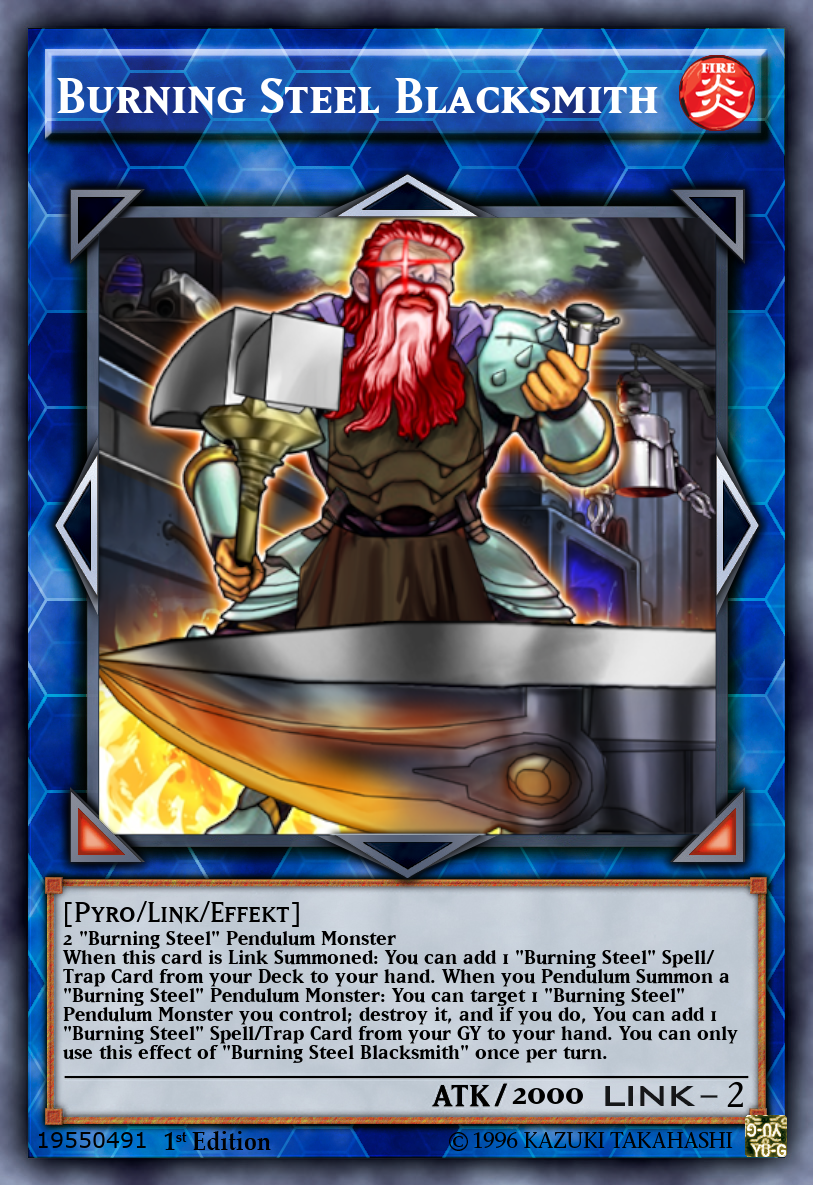 Burning Steel Blacksmith
FIRE
炎
[Pyro/Link/Effekt]
2 "Burning Steel" Pendulum Monster
When this card is Link Summoned: You can add 1 "Burning Steel" Spell/
Trap Card from your Deck to your hand. When you Pendulum Summon a
"Burning Steel" Pendulum Monster: You can target 1 "Burning Steel"
Pendulum Monster you control; destroy it, and if you do, You can add 1
"Burning Steel" Spell/Trap Card from your GY to your hand. You can only
use this effect of "Burning Steel Blacksmith" once per turn.
ATK/2000 LINK-2
19550491 1st Edition ©1996 KAZUKI TAKAHASHI
YU-G
YU-G